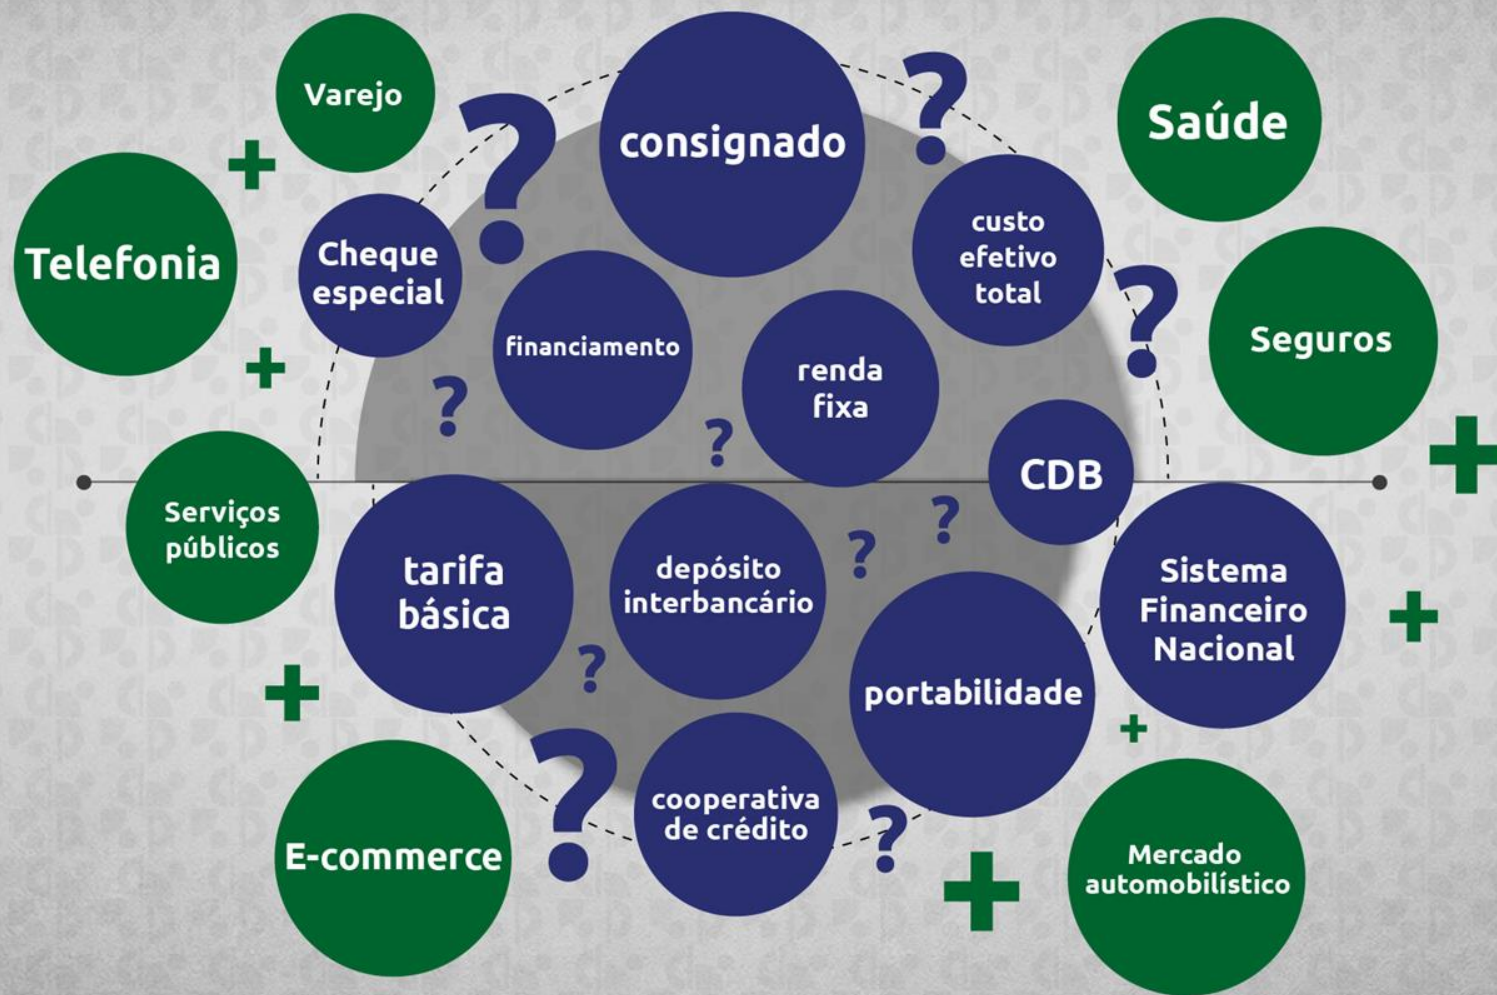 Varejo
consignado
Saúde
Telefonia
Cheque
especial
custo
efetivo
total
financiamento
renda
fixa
Seguros
CDB
Serviços
públicos
tarifa
básica
depósito
interbancário
Sistema
Financeiro
Nacional
portabilidade
E-commerce
cooperativa
de crédito
Mercado
automobilístico